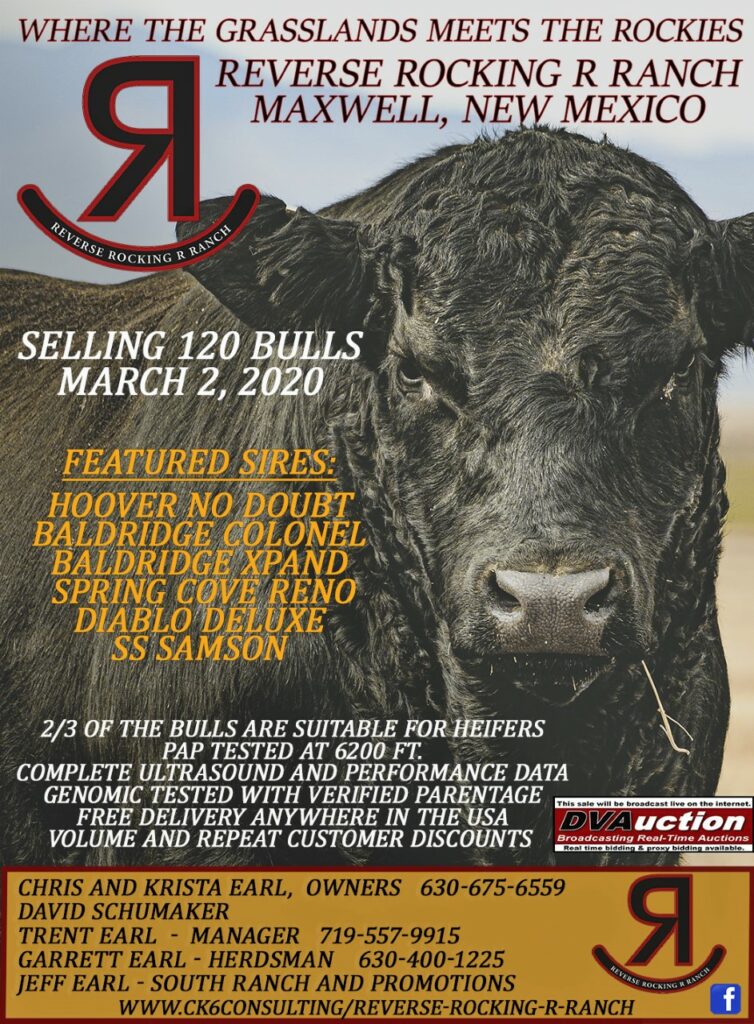 WHERE THE GRASSLANDS MEETS THE ROCKIES
REVERSE ROCKING R RANCH
MAXWELL, NEW MEXICO
R
REVERSE ROCKING R RANCH
SELLING 120 BULLS
MARCH 2, 2020
FEATURED SIRES:
HOOVER NO DOUBT
BALDRIDGE COLONEL
BALDRIDGE XPAND
SPRING COVE RENO
DIABLO DELUXE
SS SAMSON
2/3 OF THE BULLS ARE SUITABLE FOR HEIFERS
PAP TESTED AT 6200 FT.
COMPLETE ULTRASOUND AND PERFORMANCE DATA
GENOMIC TESTED WITH VERIFIED PARENTAGE
FREE DELIVERY ANYWHERE IN THE USA
VOLUME AND REPEAT CUSTOMER DISCOUNTS
This sale will be broadcast live on the internet.
DVAuction
Broadcasting Real-Time Auctions
Real time bidding & proxy bidding available.
CHRIS AND KRISTA EARL, OWNERS 630-675-6559
DAVID SCHUMAKER
TRENT EARL - MANAGER 719-557-9915
GARRETT EARL - HERDSMAN 630-400-1225
JEFF EARL - SOUTH RANCH AND PROMOTIONS
WWW.CK6CONSULTING/REVERSE-ROCKING-R-RANCH
R
REVERSE ROCKING R RANCH
f